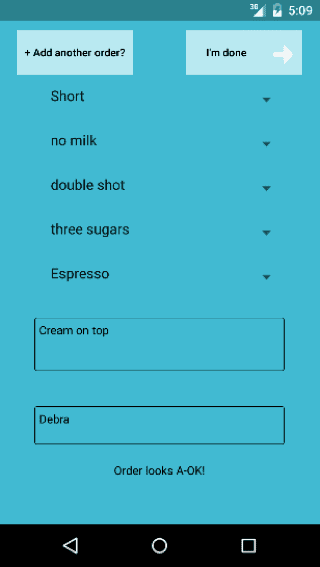 3G 5:09
+ Add another order? I'm done
Short
no milk
double shot
three sugars
Espresso
Cream on top
Debra
Order looks A-OK!